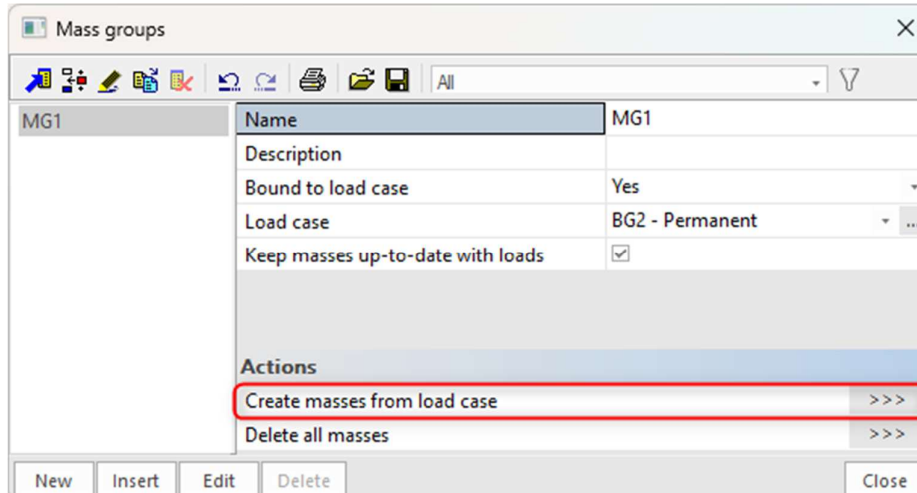 Mass groups
All
MG1
Name MG1
Description
Bound to load case Yes
Load case BG2 - Permanent ...
Keep masses up-to-date with loads
Actions
Create masses from load case >>>
Delete all masses >>>
New Insert Edit Delete Close